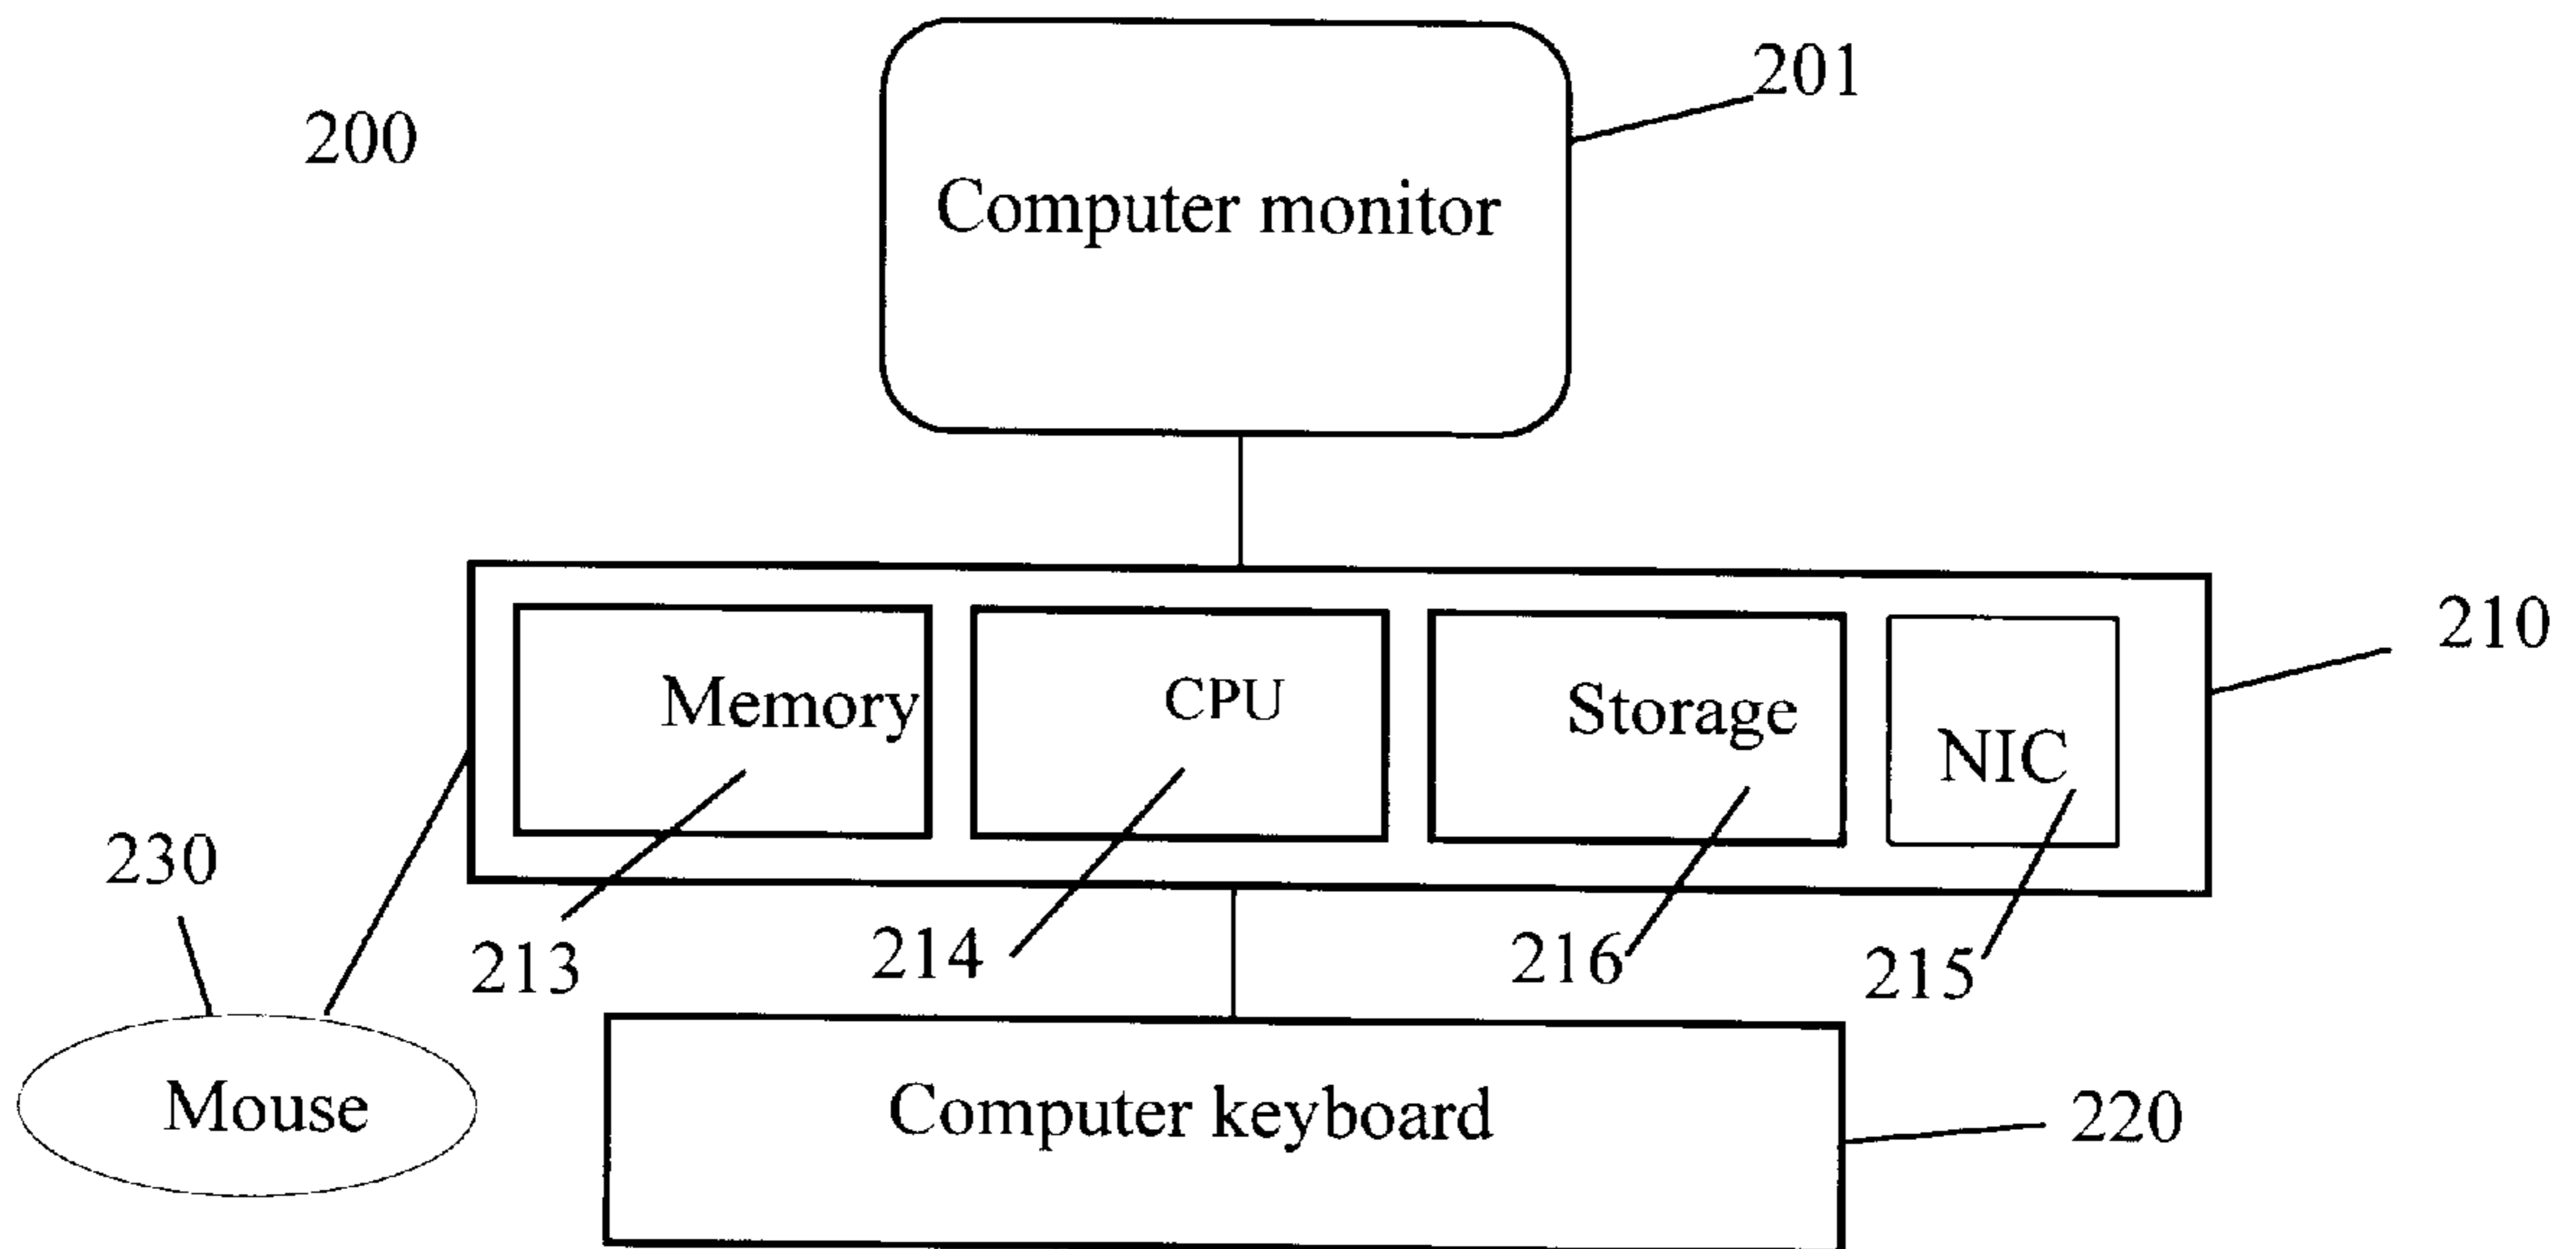 201
200
Computer monitor
210
Memory
CPU
Storage
NIC
230
213
214
216
215
Mouse
Computer keyboard
220